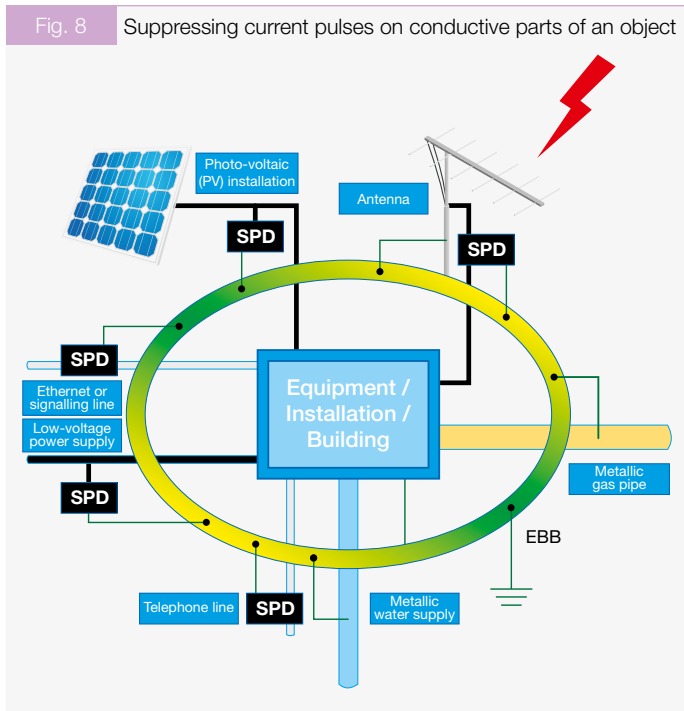 Fig. 8
Suppressing current pulses on conductive parts of an object
Photo-voltaic
(PV) installation
Antenna
SPD
SPD
SPD
Ethernet or
signalling line
Low-voltage
power supply
SPD
Equipment /
Installation /
Building
Metallic
gas pipe
EBB
Telephone line
SPD
Metallic
water supply